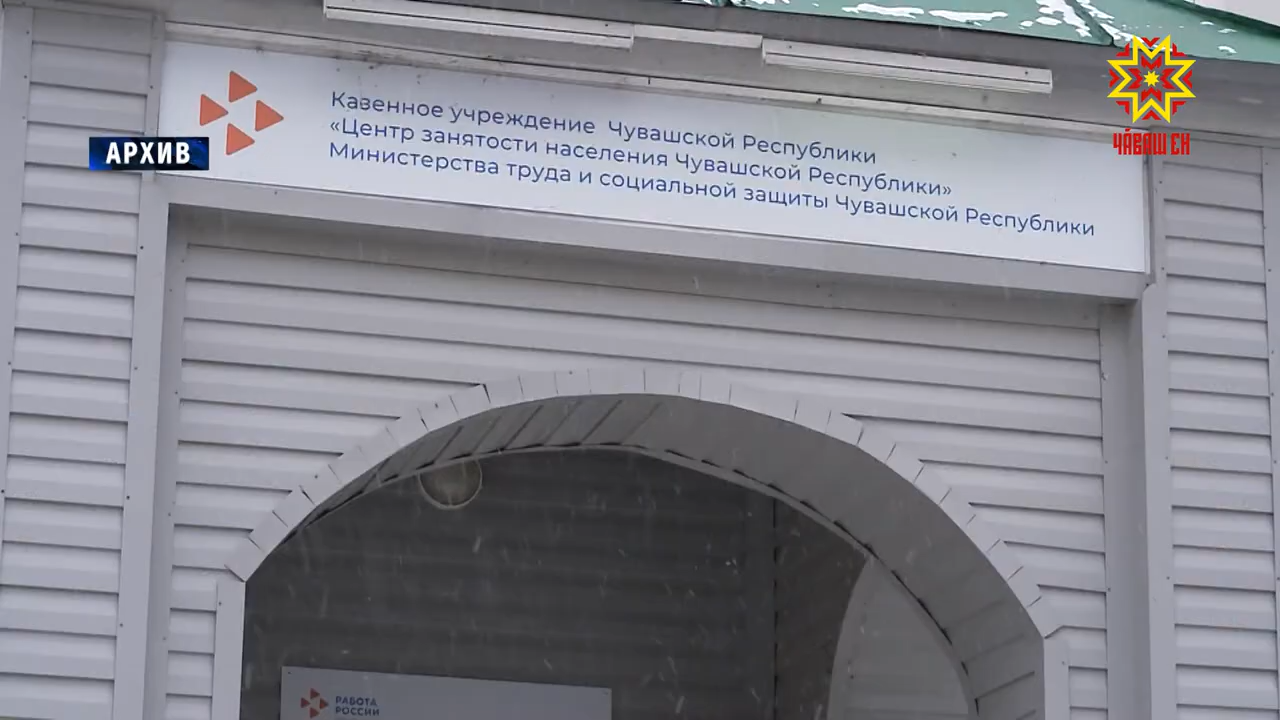 Казенное учреждение Чувашской Республики
«Центр занятости населения Чувашской Республики»
Министерства труда и социальной защиты Чувашской Республики
АРХИВ
ЧӐВАШ ЕН
РАБОТА
РОССИИ